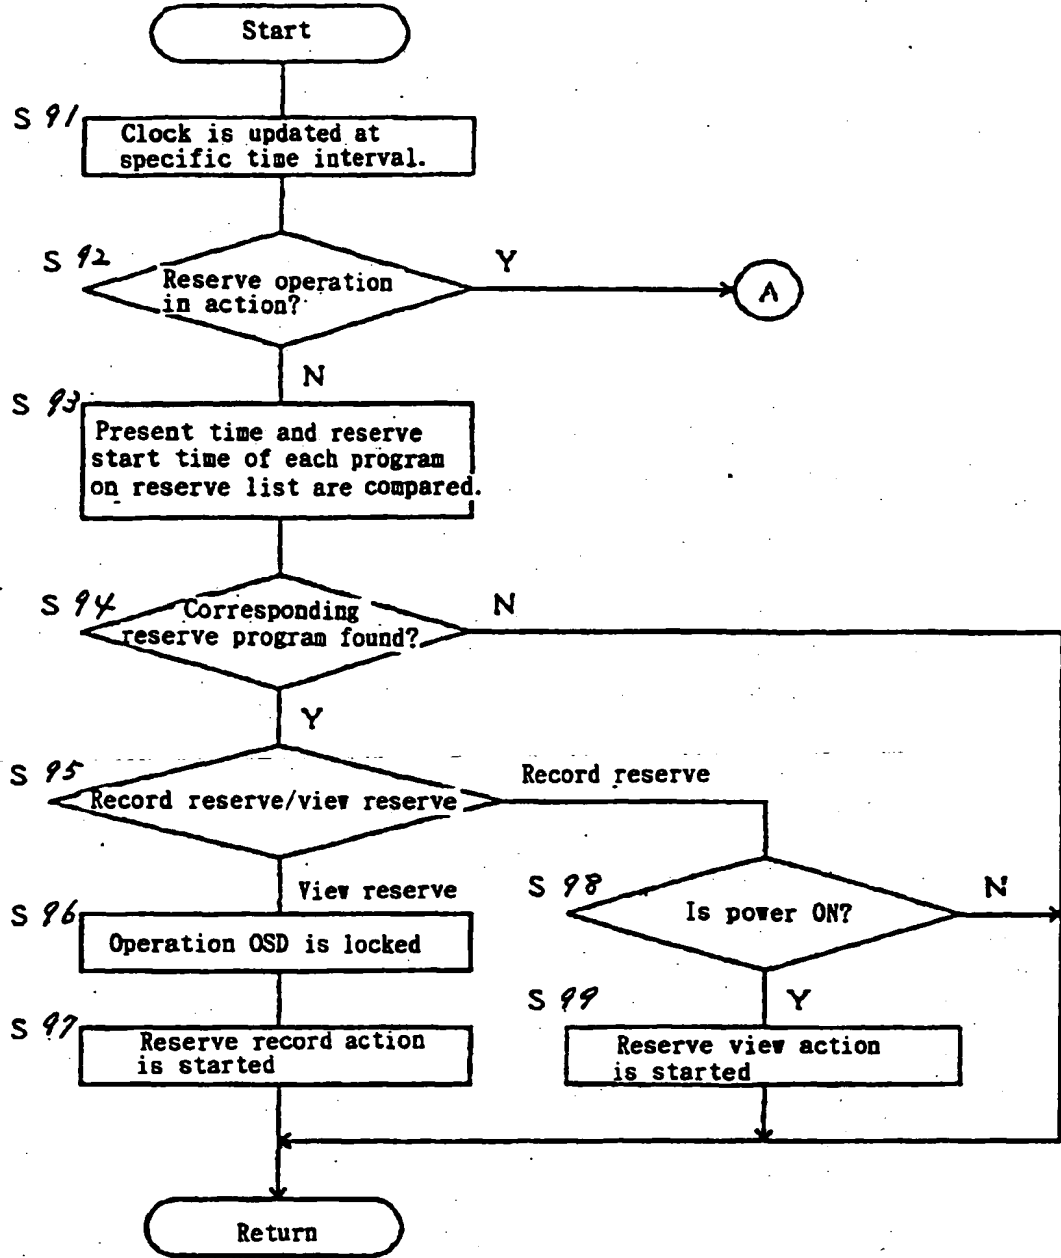 Start
S 91
Clock is updated at
specific time interval.
S 92
Reserve operation
in action?
Y
A
N
S 93
Present time and reserve
start time of each program
on reserve list are compared.
S 94
Corresponding
reserve program found?
N
Y
S 95
Record reserve/view reserve
Record reserve
View reserve
S 96
Operation OSD is locked
S 98
Is power ON?
N
Y
S 97
Reserve record action
is started
S 99
Reserve view action
is started
Return